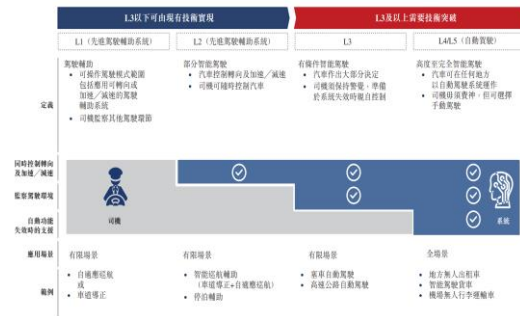 L3以下可由現有技術實現
L3及以上需要技術突破
L1（先進駕駛輔助系統）
L2（先進駕駛輔助系統）
L3
L4/L5（自動駕駛）
定義
駕駛輔助
• 可操作駕駛模式範圍
包括應用可轉向或
加速／減速的駕駛
輔助系統
• 司機監察其他駕駛環節
部分智能駕駛
• 汽車控制轉向及加速／減速
• 司機可隨時控制汽車
有條件智能駕駛
• 汽車作出大部分決定
• 司機須保持警覺，準備
於系統失效時親自控制
高度至完全智能駕駛
• 汽車可在任何地方
以自動駕駛系統運作
• 司機毋須費神，但可選擇
手動駕駛
同時控制轉向
及加速／減速
監察駕駛環境
自動功能
失效時的支援
司機
系統
應用場景
有限場景
有限場景
有限場景
全場景
範例
• 自適應巡航
或
• 車道導正
• 智能巡航輔助
（車道導正+自適應巡航）
• 停泊輔助
• 塞車自動駕駛
• 高速公路自動駕駛
• 地方無人出租車
• 智能駕駛貨車
• 機場無人行李運輸車